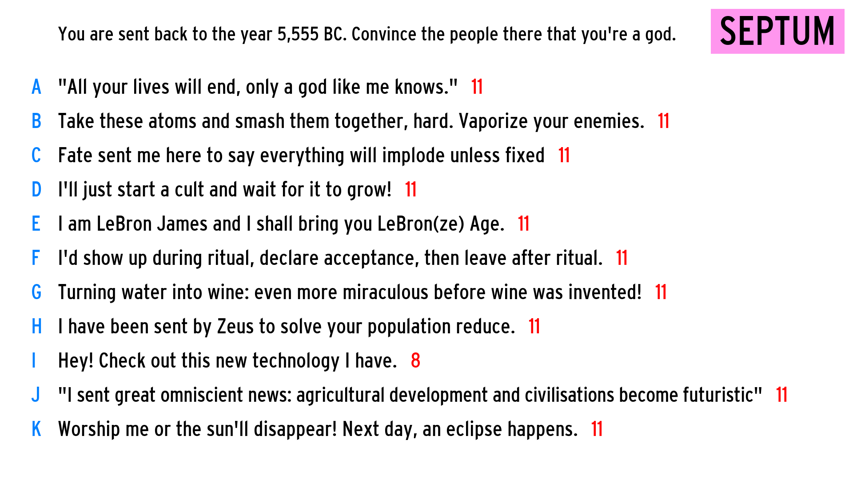 You are sent back to the year 5,555 BC. Convince the people there that you're a god.
SEPTUM
A "All your lives will end, only a god like me knows." 11
B Take these atoms and smash them together, hard. Vaporize your enemies. 11
C Fate sent me here to say everything will implode unless fixed 11
D I'll just start a cult and wait for it to grow! 11
E I am LeBron James and I shall bring you LeBron(ze) Age. 11
F I'd show up during ritual, declare acceptance, then leave after ritual. 11
G Turning water into wine: even more miraculous before wine was invented! 11
H I have been sent by Zeus to solve your population reduce. 11
I Hey! Check out this new technology I have. 8
J "I sent great omniscient news: agricultural development and civilisations become futuristic" 11
K Worship me or the sun'll disappear! Next day, an eclipse happens. 11